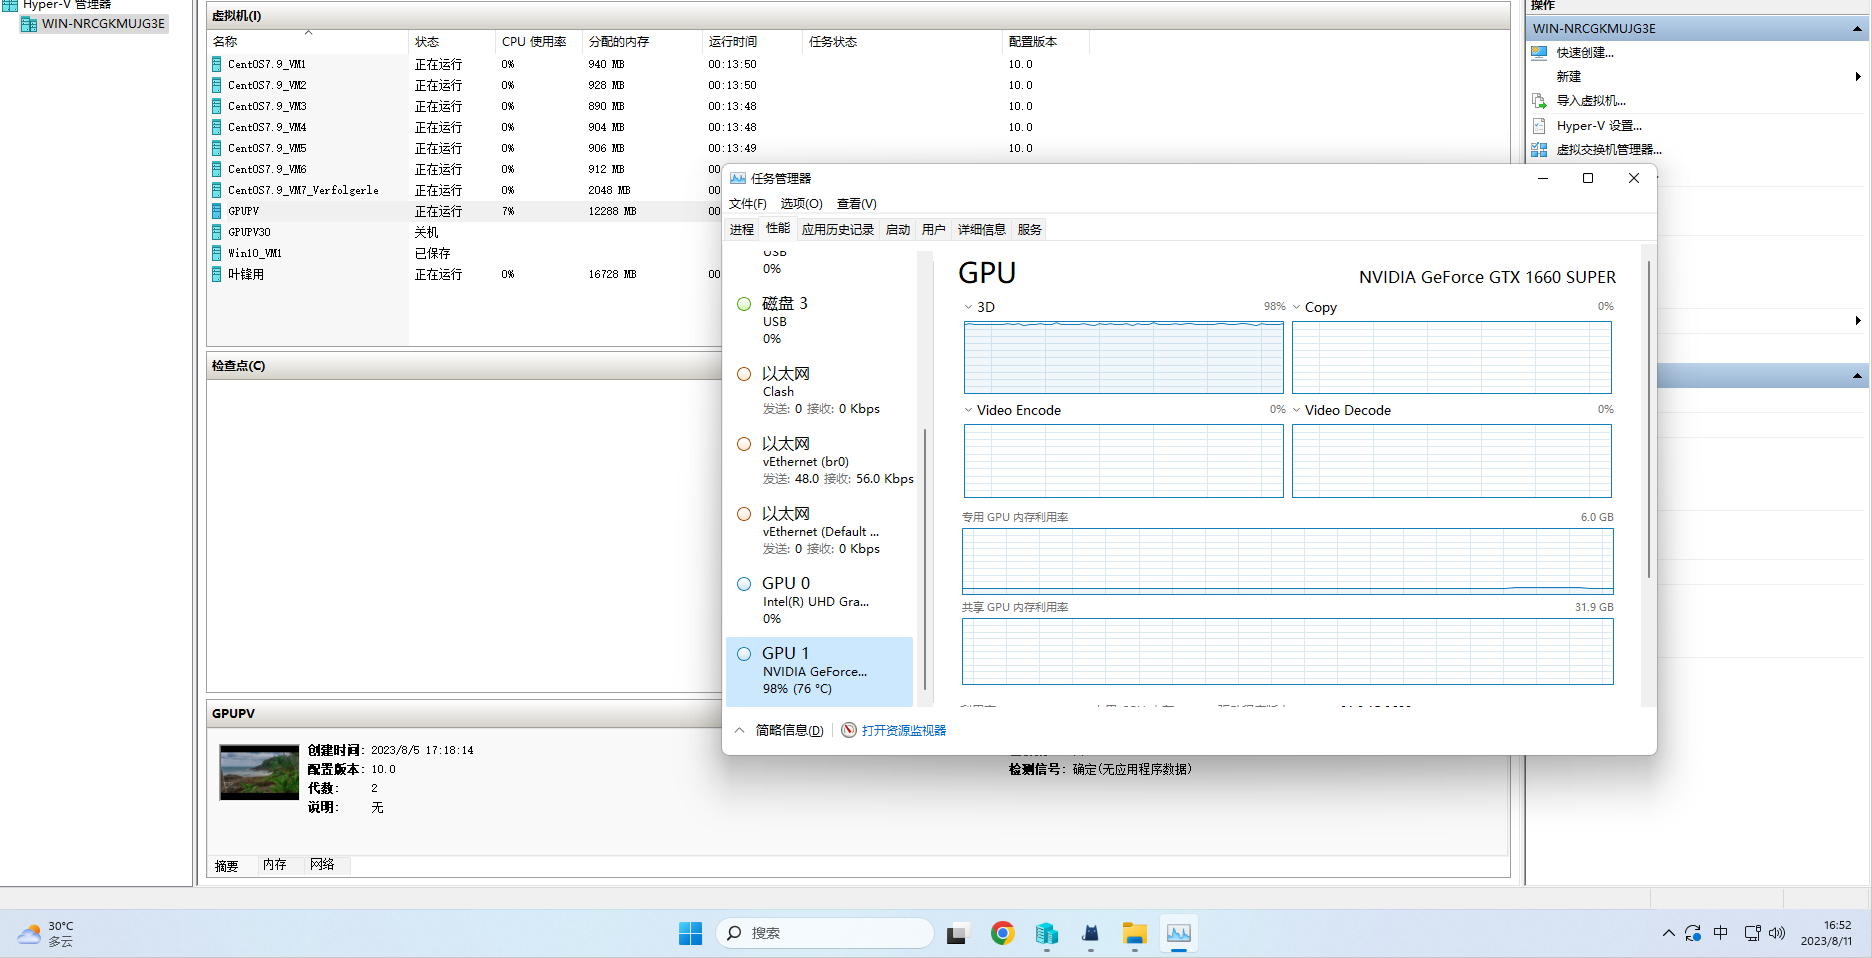 Hyper-V 管理器
WIN-NRCGKMUJG3E
虚拟机(I)
名称 状态 CPU 使用率 分配的内存 运行时间 任务状态 配置版本
CentOS7.9_VM1 正在运行 0% 940 MB 00:13:50 10.0
CentOS7.9_VM2 正在运行 0% 928 MB 00:13:50 10.0
CentOS7.9_VM3 正在运行 0% 890 MB 00:13:48 10.0
CentOS7.9_VM4 正在运行 0% 904 MB 00:13:48 10.0
CentOS7.9_VM5 正在运行 0% 906 MB 00:13:49 10.0
CentOS7.9_VM6 正在运行 0% 912 MB 00
CentOS7.9_VM7_Verfolgerle 正在运行 0% 2048 MB 00
GPUPV 正在运行 7% 12288 MB 00
GPUPV30 关机
Win10_VM1 已保存
叶锋用 正在运行 0% 16728 MB 00
检查点(C)
GPUPV
创建时间: 2023/8/5 17:18:14
配置版本: 10.0
代数: 2
说明: 无
检测信号: 确定(无应用程序数据)
摘要 内存 网络
操作
WIN-NRCGKMUJG3E
快速创建...
新建
导入虚拟机...
Hyper-V 设置...
虚拟交换机管理器...
任务管理器
文件(F) 选项(O) 查看(V)
进程 性能 应用历史记录 启动 用户 详细信息 服务
USB
0%
磁盘 3
USB
0%
以太网
Clash
发送: 0 接收: 0 Kbps
以太网
vEthernet (br0)
发送: 48.0 接收: 56.0 Kbps
以太网
vEthernet (Default ...
发送: 0 接收: 0 Kbps
GPU 0
Intel(R) UHD Gra...
0%
GPU 1
NVIDIA GeForce...
98% (76 °C)
GPU NVIDIA GeForce GTX 1660 SUPER
3D 98% Copy 0%
Video Encode 0% Video Decode 0%
专用 GPU 内存利用率 6.0 GB
共享 GPU 内存利用率 31.9 GB
简略信息(D) 打开资源监视器
30°C
多云
搜索
中
16:52
2023/8/11